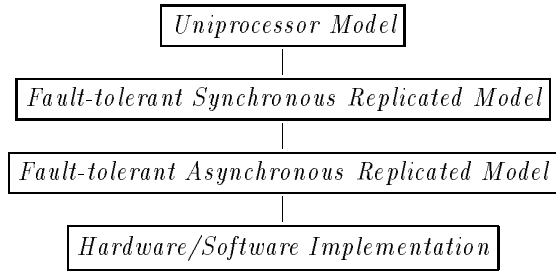 Uniprocessor Model
Fault-tolerant Synchronous Replicated Model
Fault-tolerant Asynchronous Replicated Model
Hardware/Software Implementation